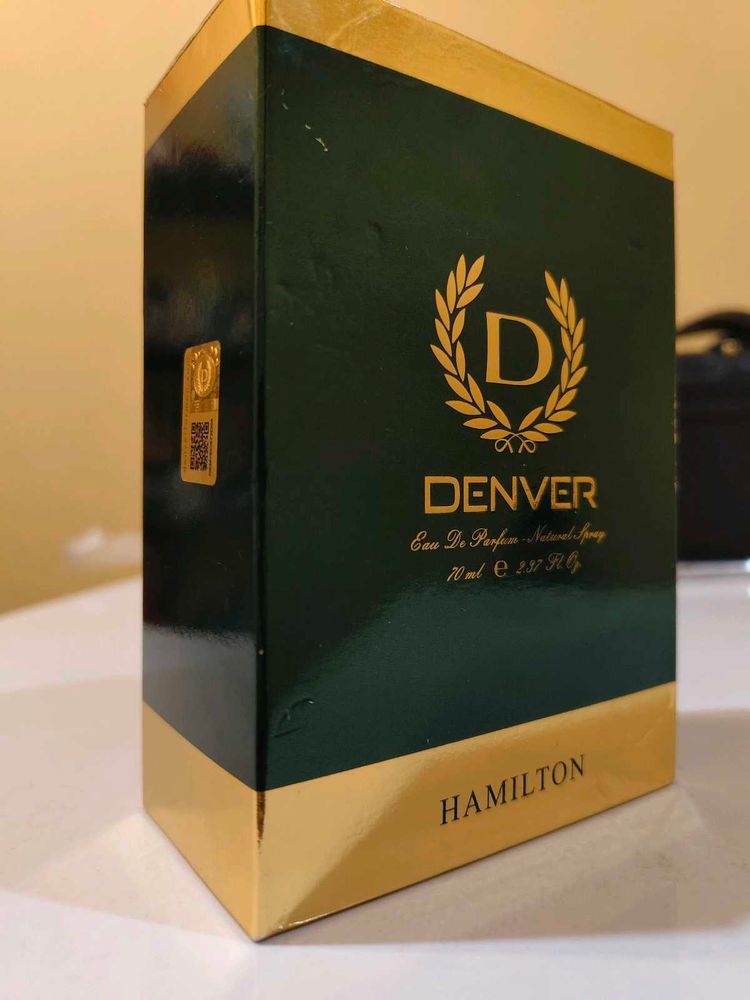 D
DENVER
Eau De Parfum - Natural Spray
70 ml e 2.37 Fl. Oz.
HAMILTON
D